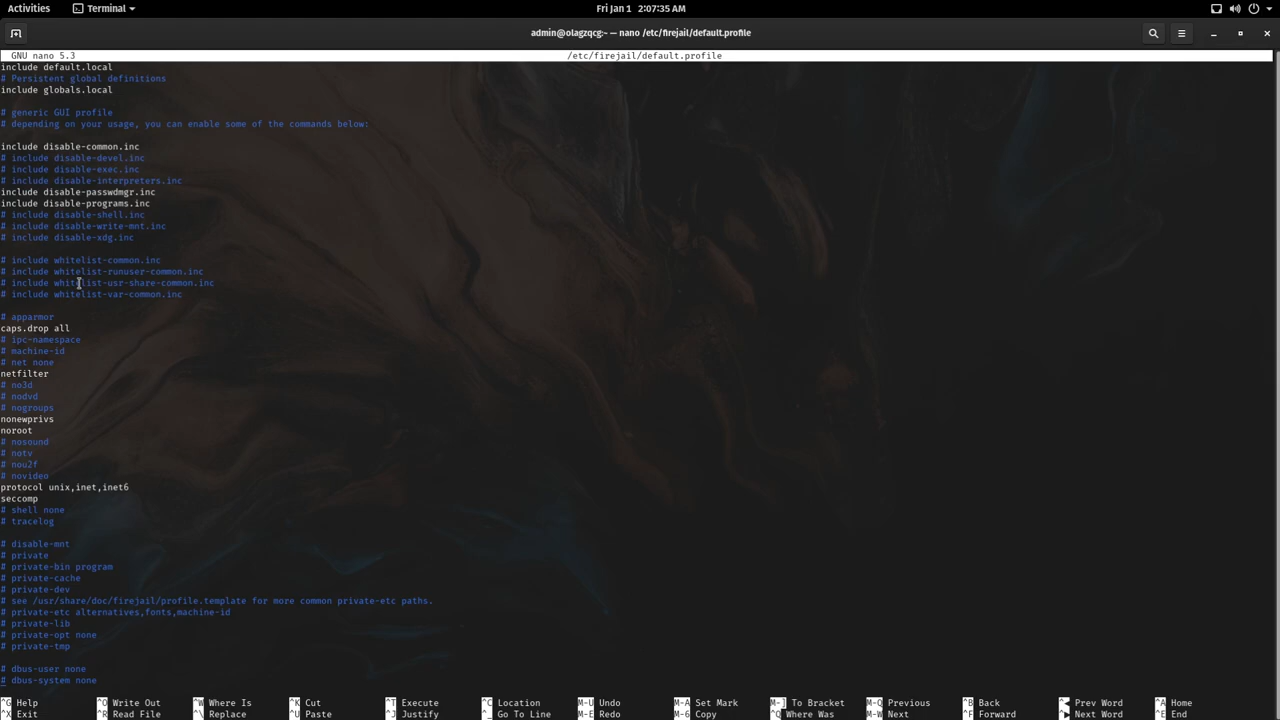 Activities Terminal Fri Jan 1 2:07:35 AM
admin@olagzqcg:~ — nano /etc/firejail/default.profile
GNU nano 5.3 /etc/firejail/default.profile
include default.local
# Persistent global definitions
include globals.local
# generic GUI profile
# depending on your usage, you can enable some of the commands below:
include disable-common.inc
# include disable-devel.inc
# include disable-exec.inc
# include disable-interpreters.inc
include disable-passwdmgr.inc
include disable-programs.inc
# include disable-shell.inc
# include disable-write-mnt.inc
# include disable-xdg.inc
# include whitelist-common.inc
# include whitelist-runuser-common.inc
# include whitelist-usr-share-common.inc
# include whitelist-var-common.inc
# apparmor
caps.drop all
# ipc-namespace
# machine-id
# net none
netfilter
# no3d
# nodvd
# nogroups
nonewprivs
noroot
# nosound
# notv
# nou2f
# novideo
protocol unix,inet,inet6
seccomp
# shell none
# tracelog
# disable-mnt
# private
# private-bin program
# private-cache
# private-dev
# see /usr/share/doc/firejail/profile.template for more common private-etc paths.
# private-etc alternatives,fonts,machine-id
# private-lib
# private-opt none
# private-tmp
# dbus-user none
# dbus-system none
^G Help ^O Write Out ^W Where Is ^K Cut ^T Execute ^C Location M-U Undo M-A Set Mark M-] To Bracket M-Q Previous ^B Back ^◀ Prev Word ^A Home
^X Exit ^R Read File ^\ Replace ^U Paste ^J Justify ^_ Go To Line M-E Redo M-6 Copy ^Q Where Was M-W Next ^F Forward ^▶ Next Word ^E End